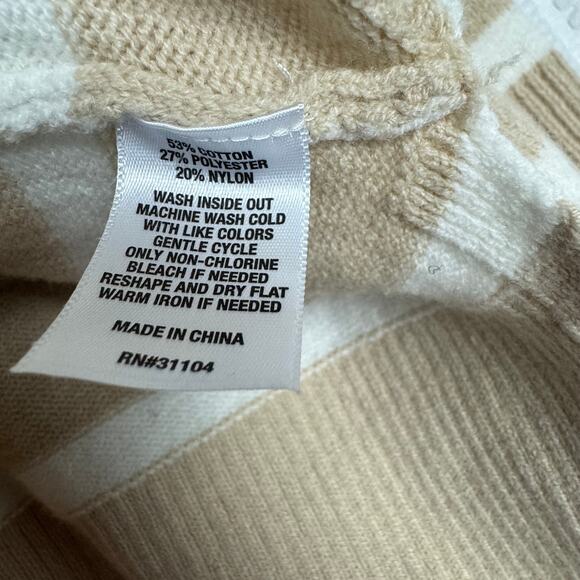 53% COTTON
27% POLYESTER
20% NYLON
WASH INSIDE OUT
MACHINE WASH COLD
WITH LIKE COLORS
GENTLE CYCLE
ONLY NON-CHLORINE
BLEACH IF NEEDED
RESHAPE AND DRY FLAT
WARM IRON IF NEEDED
MADE IN CHINA
RN#31104